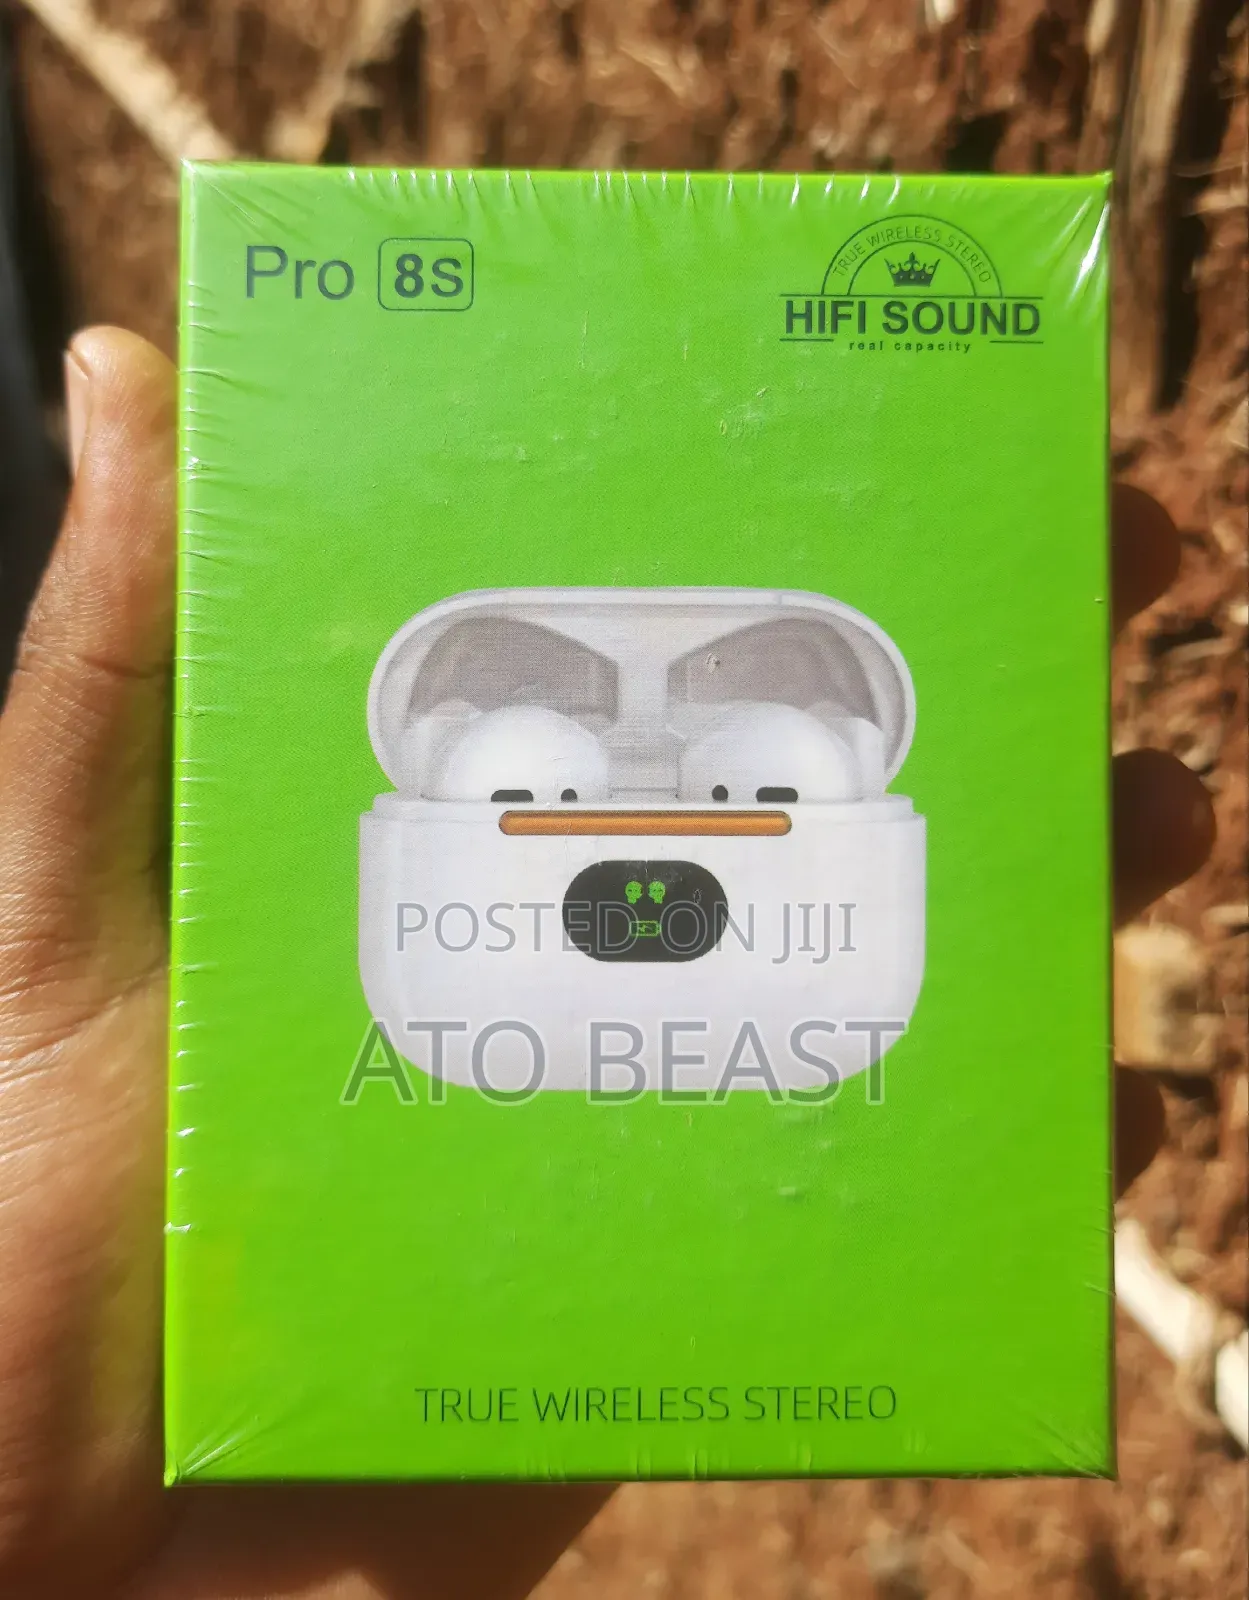 Pro 8S
TRUE WIRELESS STEREO
HIFI SOUND
real capacity
POSTED ON JIJI
ATO BEAST
TRUE WIRELESS STEREO